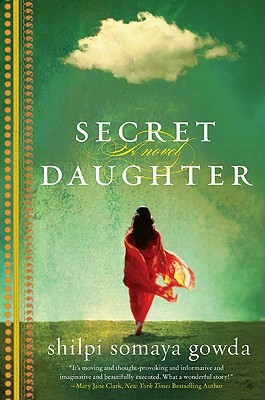 SECRET
a novel
DAUGHTER
shilpi somaya gowda
"It's moving and thought-provoking and informative and
imaginative and beautifully executed. What a wonderful story!"
—Mary Jane Clark, New York Times Bestselling Author